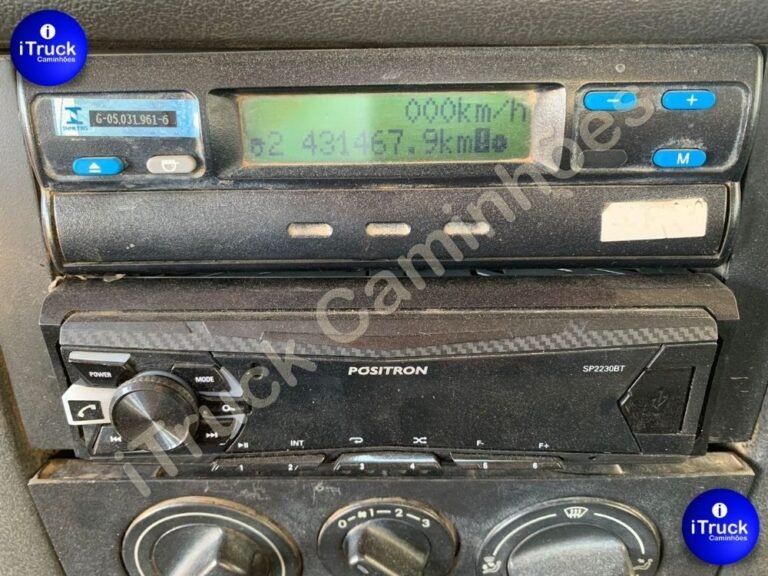 i
iTruck
Caminhões
INMETRO
G-05.031.961-6
000km/h
2 431467.9km
- +
M
iTruck Caminhões
POWER
MODE
POSITRON
SP2230BT
INT
F-
F+
1 2 3 4 5 6
0 1 2 3
i
iTruck
Caminhões